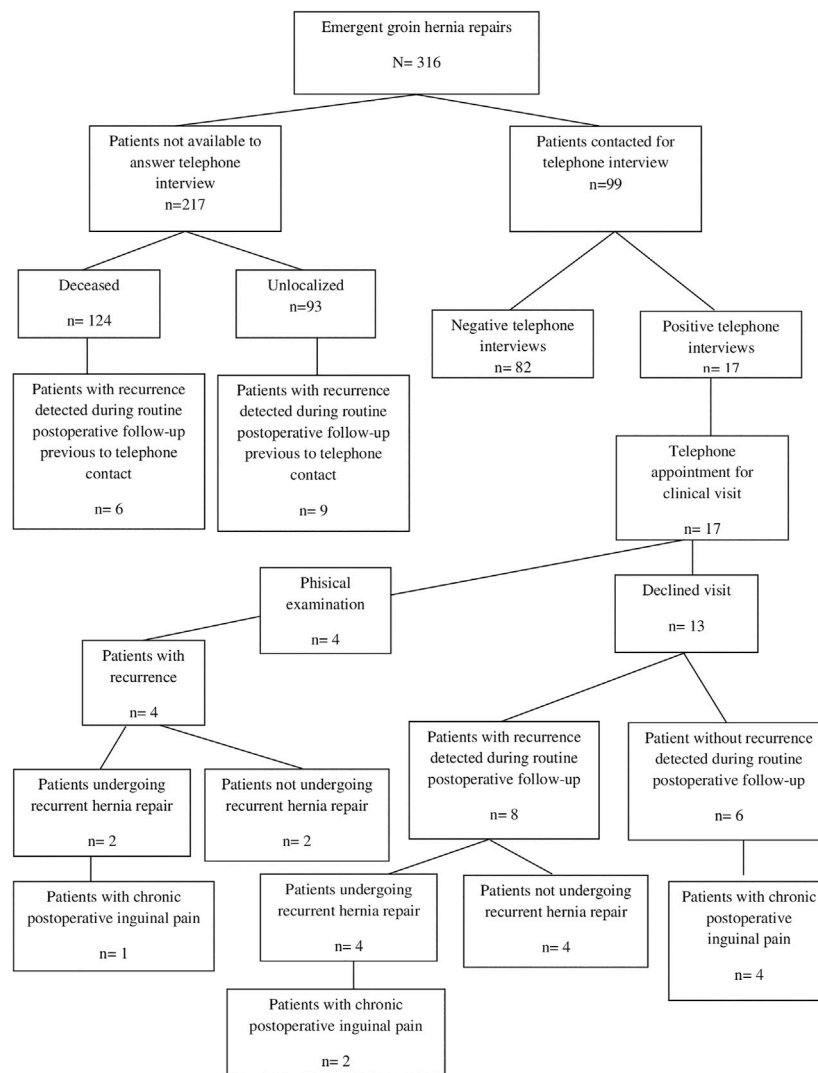 Emergent groin hernia repairs
N= 316
Patients not available to
answer telephone
interview
n=217
Patients contacted for
telephone interview
n=99
Deceased
n= 124
Unlocalized
n=93
Negative telephone
interviews
n= 82
Positive telephone
interviews
n= 17
Patients with recurrence
detected during routine
postoperative follow-up
previous to telephone
contact
n= 6
Patients with recurrence
detected during routine
postoperative follow-up
previous to telephone
contact
n= 9
Telephone
appointment for
clinical visit
n= 17
Phisical
examination
n= 4
Declined visit
n= 13
Patients with
recurrence
n= 4
Patients with recurrence
detected during routine
postoperative follow-up
n= 8
Patient without recurrence
detected during routine
postoperative follow-up
n= 6
Patients undergoing
recurrent hernia repair
n= 2
Patients not undergoing
recurrent hernia repair
n= 2
Patients with chronic
postoperative inguinal pain
n= 1
Patients undergoing
recurrent hernia repair
n= 4
Patients not undergoing
recurrent hernia repair
n= 4
Patients with chronic
postoperative
inguinal pain
n= 4
Patients with chronic
postoperative inguinal pain
n= 2